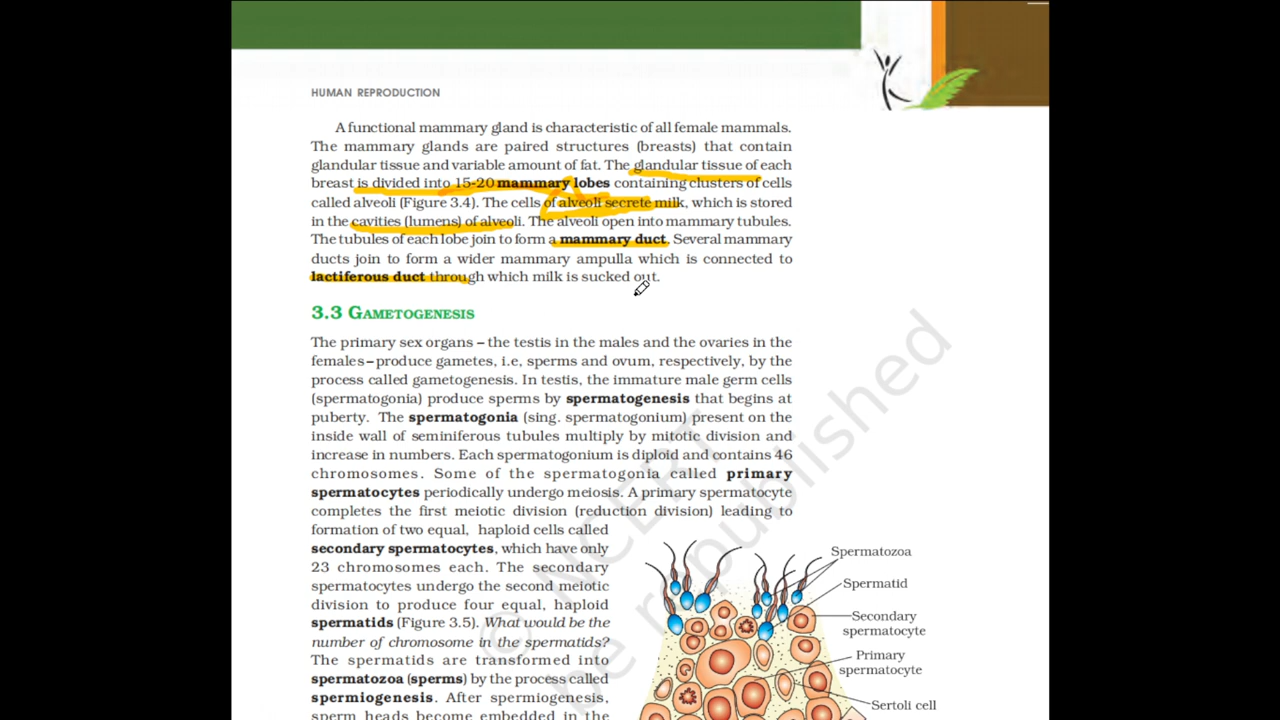 HUMAN REPRODUCTION
A functional mammary gland is characteristic of all female mammals.
The mammary glands are paired structures (breasts) that contain
glandular tissue and variable amount of fat. The glandular tissue of each
breast is divided into 15-20 mammary lobes containing clusters of cells
called alveoli (Figure 3.4). The cells of alveoli secrete milk, which is stored
in the cavities (lumens) of alveoli. The alveoli open into mammary tubules.
The tubules of each lobe join to form a mammary duct. Several mammary
ducts join to form a wider mammary ampulla which is connected to
lactiferous duct through which milk is sucked out.
3.3 GAMETOGENESIS
The primary sex organs – the testis in the males and the ovaries in the
females – produce gametes, i.e, sperms and ovum, respectively, by the
process called gametogenesis. In testis, the immature male germ cells
(spermatogonia) produce sperms by spermatogenesis that begins at
puberty. The spermatogonia (sing. spermatogonium) present on the
inside wall of seminiferous tubules multiply by mitotic division and
increase in numbers. Each spermatogonium is diploid and contains 46
chromosomes. Some of the spermatogonia called primary
spermatocytes periodically undergo meiosis. A primary spermatocyte
completes the first meiotic division (reduction division) leading to
formation of two equal, haploid cells called
secondary spermatocytes, which have only
23 chromosomes each. The secondary
spermatocytes undergo the second meiotic
division to produce four equal, haploid
spermatids (Figure 3.5). What would be the
number of chromosome in the spermatids?
The spermatids are transformed into
spermatozoa (sperms) by the process called
spermiogenesis. After spermiogenesis,
sperm heads become embedded in the
Spermatozoa
Spermatid
Secondary
spermatocyte
Primary
spermatocyte
Sertoli cell
© NCERT
be republished